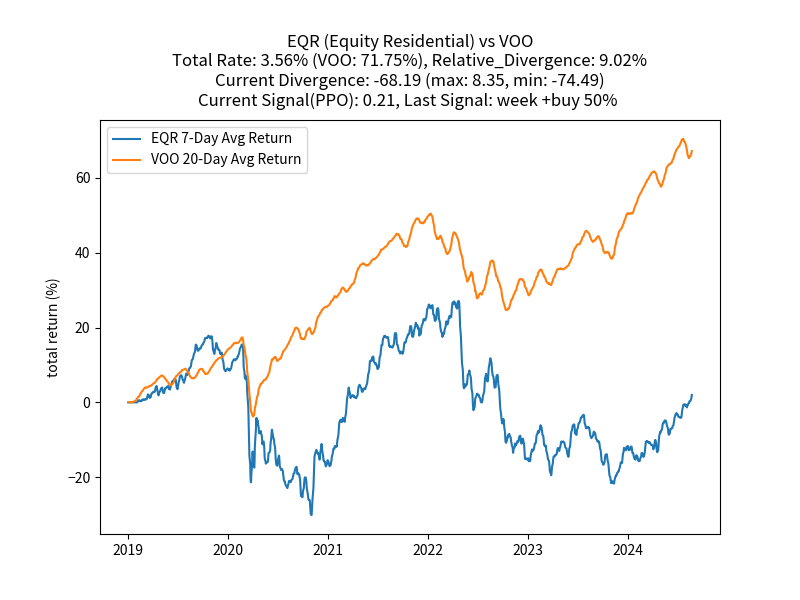 EQR (Equity Residential) vs VOO
Total Rate: 3.56% (VOO: 71.75%), Relative_Divergence: 9.02%
Current Divergence: -68.19 (max: 8.35, min: -74.49)
Current Signal(PPO): 0.21, Last Signal: week +buy 50%
EQR 7-Day Avg Return
VOO 20-Day Avg Return
total return (%)
60
40
20
0
−20
2019
2020
2021
2022
2023
2024